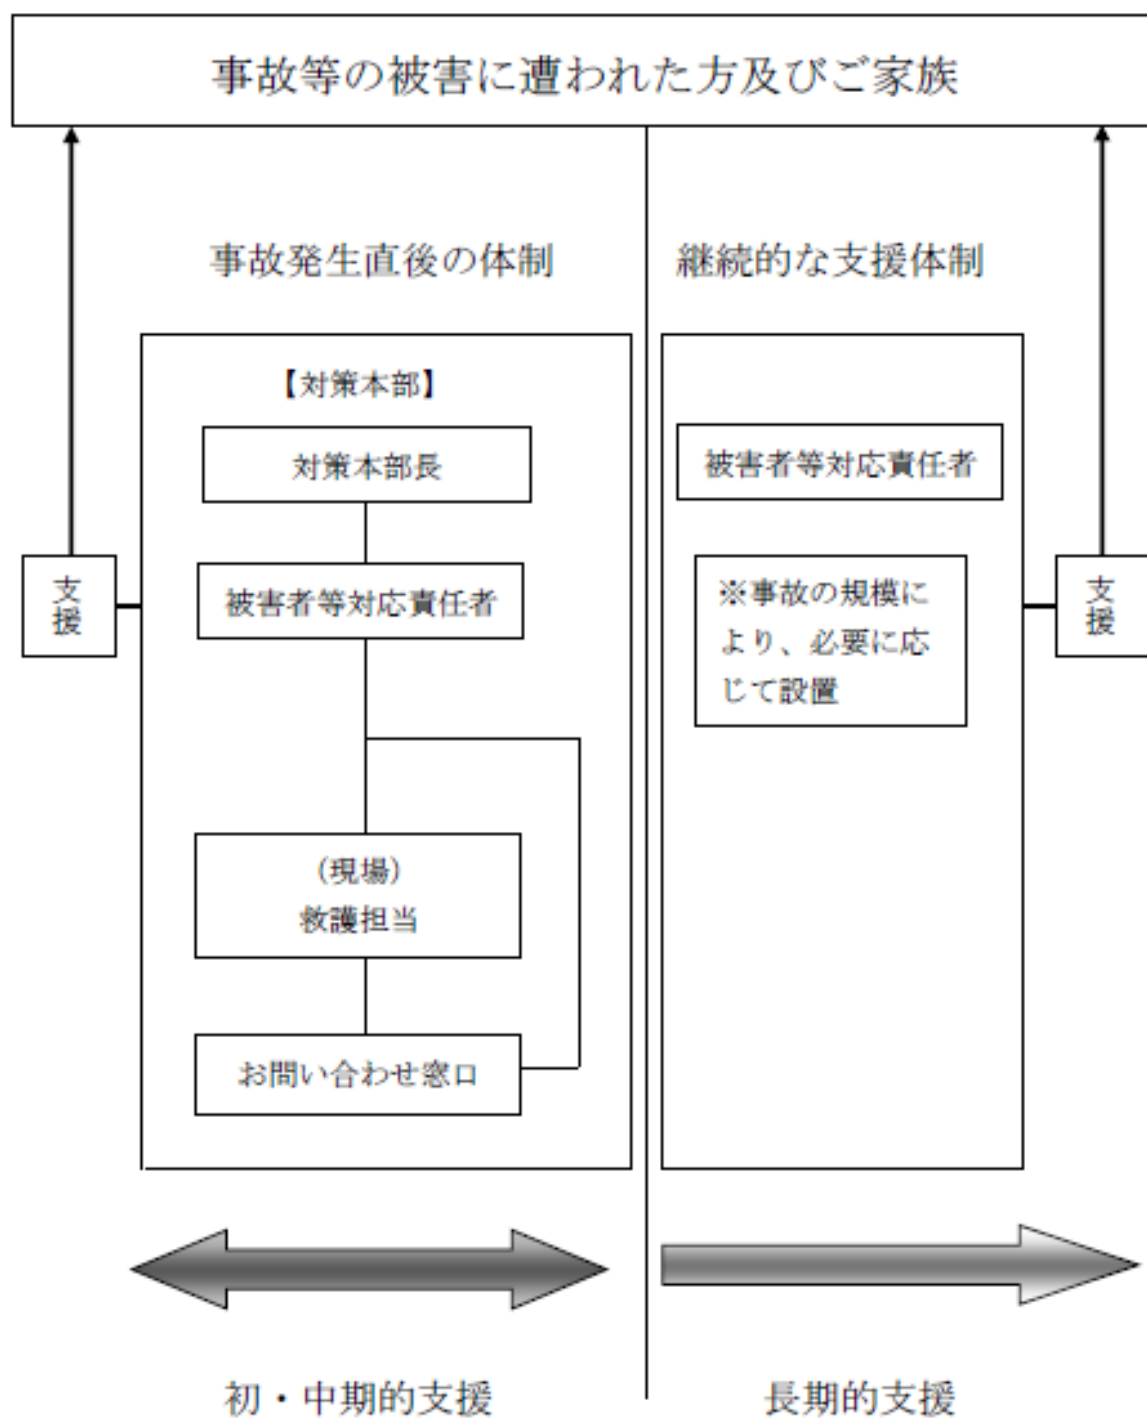 事故等の被害に遭われた方及びご家族
事故発生直後の体制
継続的な支援体制
【対策本部】
対策本部長
被害者等対応責任者
支援
(現場)
救護担当
お問い合わせ窓口
被害者等対応責任者
※事故の規模に
より、必要に応
じて設置
支援
初・中期的支援
長期的支援